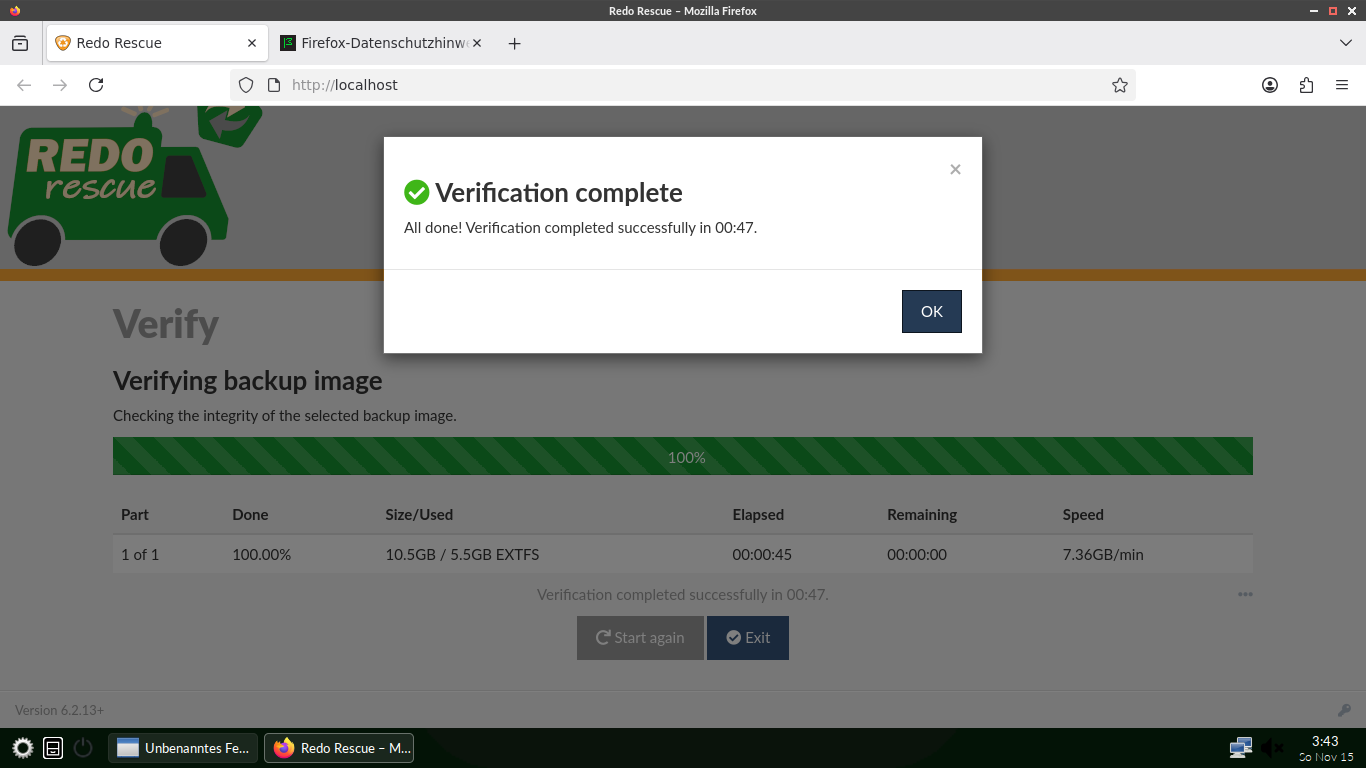 Redo Rescue – Mozilla Firefox
Redo Rescue
Firefox-Datenschutzhinw
http://localhost
REDO
rescue
Verification complete
All done! Verification completed successfully in 00:47.
OK
Verify
Verifying backup image
Checking the integrity of the selected backup image.
100%
Part Done Size/Used Elapsed Remaining Speed
1 of 1 100.00% 10.5GB / 5.5GB EXTFS 00:00:45 00:00:00 7.36GB/min
Verification completed successfully in 00:47.
Start again Exit
Version 6.2.13+
Unbenanntes Fe... Redo Rescue – M... 3:43
So Nov 15